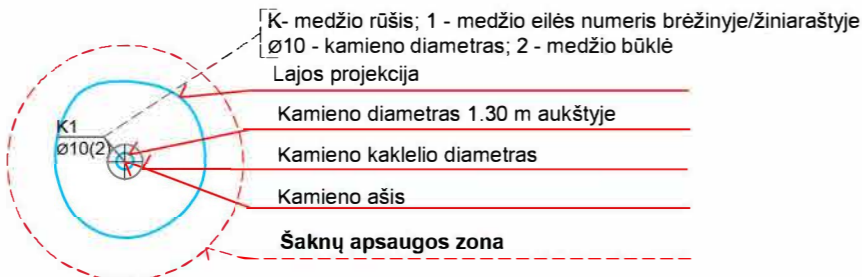 K- medžio rūšis; 1 - medžio eilės numeris brėžinyje/žiniaraštyje
Ø10 - kamieno diametras; 2 - medžio būklė
Lajos projekcija
Kamieno diametras 1.30 m aukštyje
K1
Ø10(2)
Kamieno kaklelio diametras
Kamieno ašis
Šaknų apsaugos zona